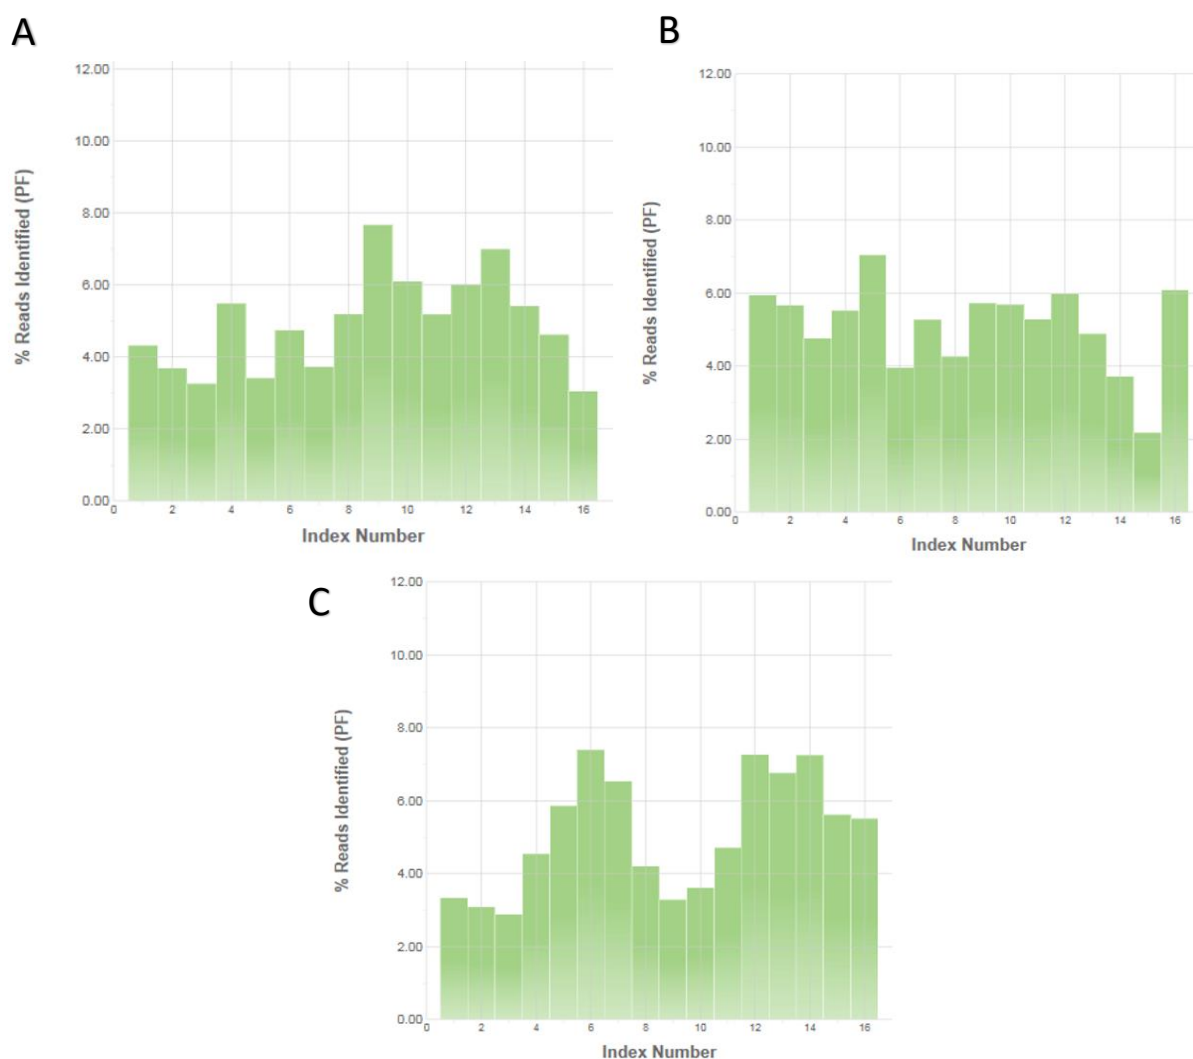 A
% Reads Identified (PF)
12.00
10.00
8.00
6.00
4.00
2.00
0.00
0 2 4 6 8 10 12 14 16
Index Number
B
% Reads Identified (PF)
12.00
10.00
8.00
6.00
4.00
2.00
0.00
0 2 4 6 8 10 12 14 16
Index Number
C
% Reads Identified (PF)
12.00
10.00
8.00
6.00
4.00
2.00
0.00
0 2 4 6 8 10 12 14 16
Index Number